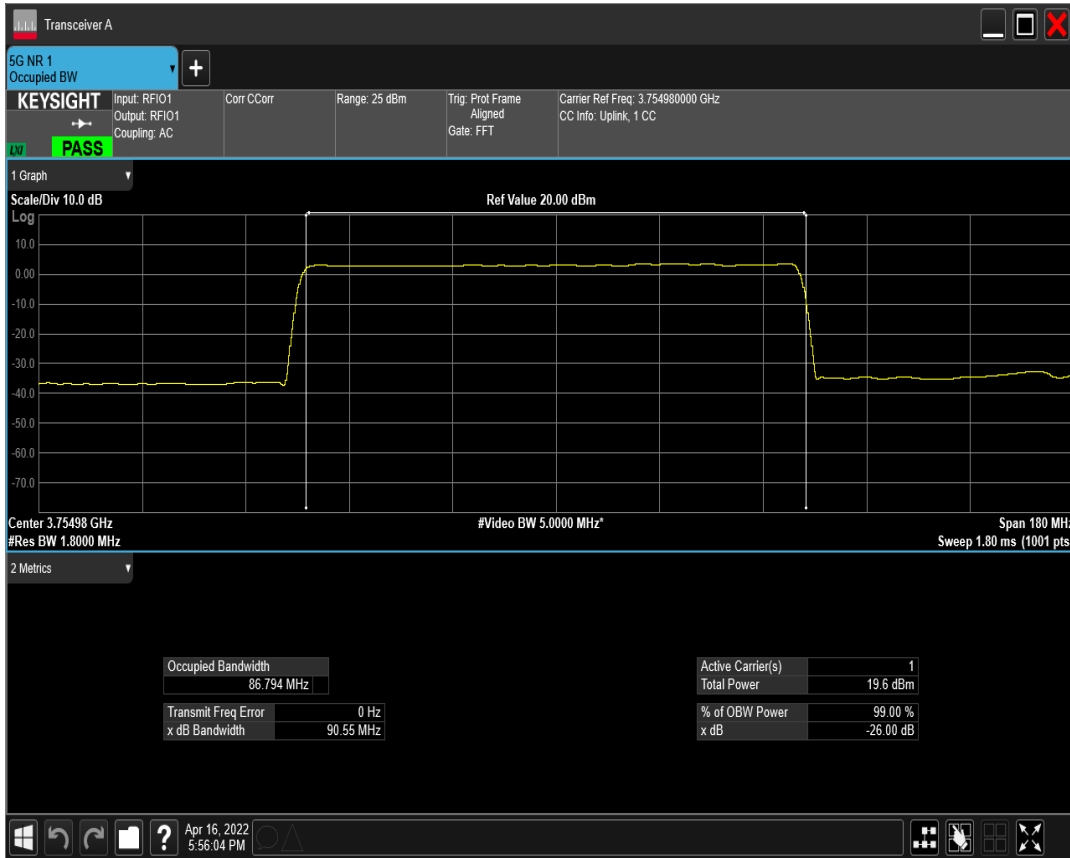 Transceiver A
5G NR 1
Occupied BW
KEYSIGHT
LXI
PASS
Input: RFIO1
Output: RFIO1
Coupling: AC
Corr CCorr
Range: 25 dBm
Trig: Prot Frame
Aligned
Gate: FFT
Carrier Ref Freq: 3.754980000 GHz
CC Info: Uplink, 1 CC
1 Graph
Scale/Div 10.0 dB
Ref Value 20.00 dBm
Log
10.0
0.00
-10.0
-20.0
-30.0
-40.0
-50.0
-60.0
-70.0
Center 3.75498 GHz
#Video BW 5.0000 MHz*
Span 180 MHz
#Res BW 1.8000 MHz
Sweep 1.80 ms (1001 pts
2 Metrics
Occupied Bandwidth
86.794 MHz
Transmit Freq Error 0 Hz
x dB Bandwidth 90.55 MHz
Active Carrier(s) 1
Total Power 19.6 dBm
% of OBW Power 99.00 %
x dB -26.00 dB
?
Apr 16, 2022
5:56:04 PM